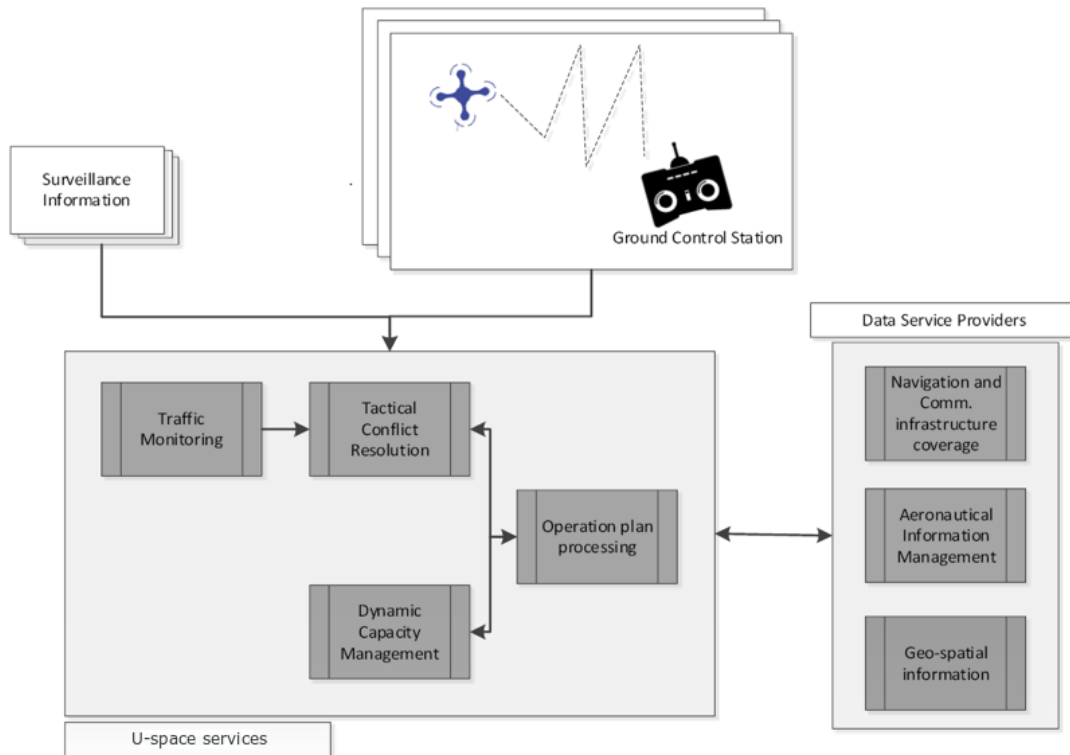 Surveillance
Information
Ground Control Station
Data Service Providers
Navigation and
Comm.
infrastructure
coverage
Traffic
Monitoring
Tactical
Conflict
Resolution
Operation plan
processing
Aeronautical
Information
Management
Dynamic
Capacity
Management
Geo-spatial
information
U-space services